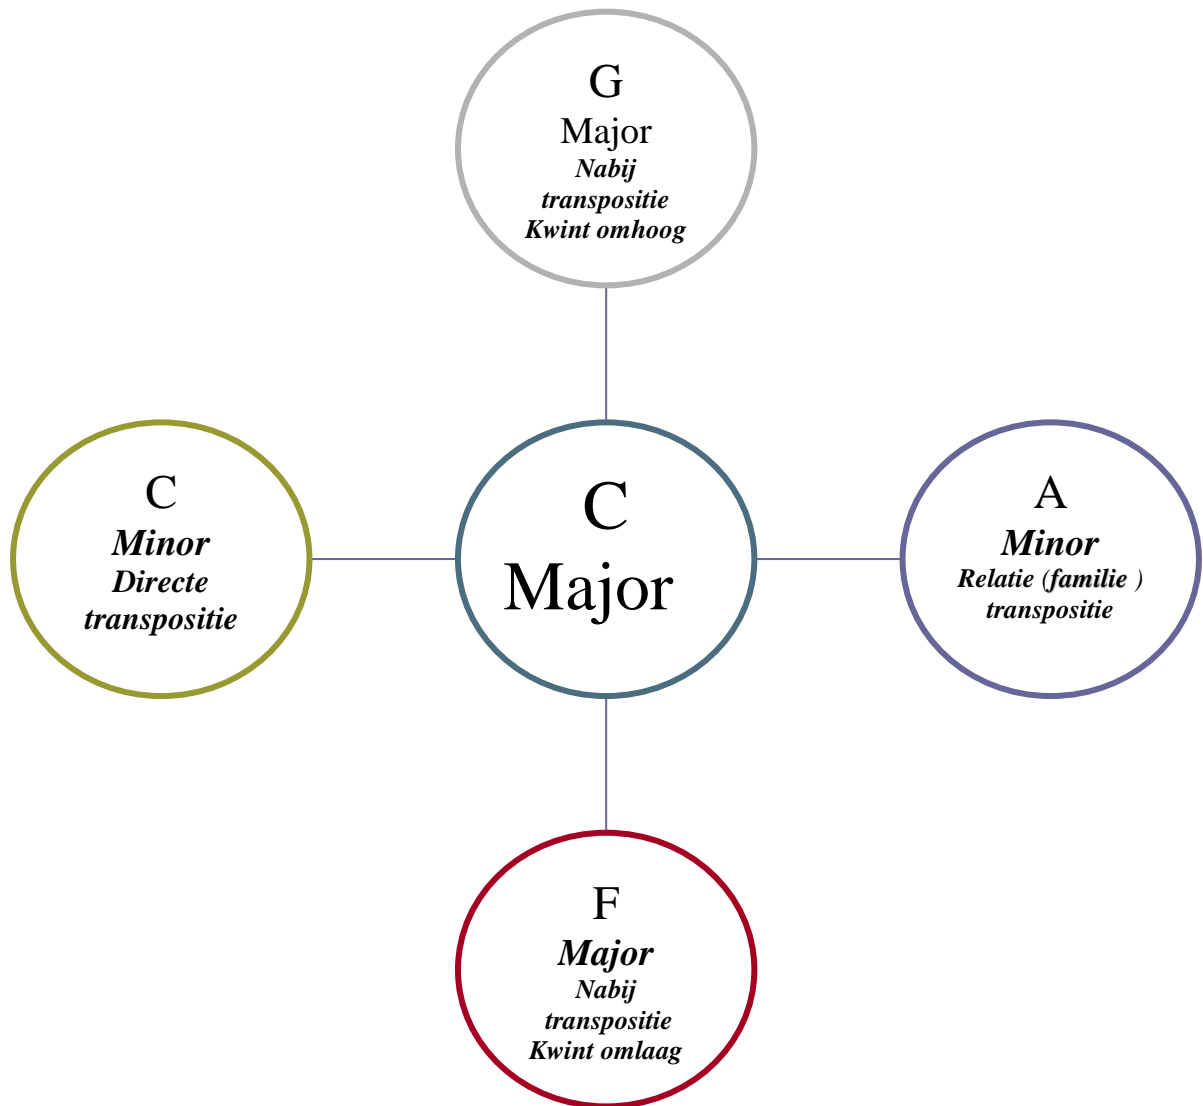 G
Major
Nabij
transpositie
Kwint omhoog
C
Minor
Directe
transpositie
C
Major
A
Minor
Relatie (familie )
transpositie
F
Major
Nabij
transpositie
Kwint omlaag